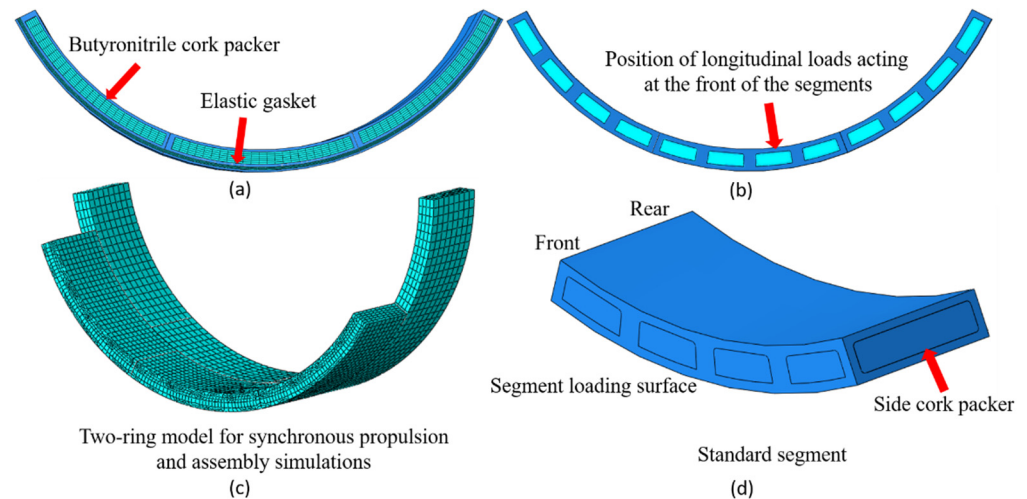 Butyronitrile cork packer
Elastic gasket
(a)
Position of longitudinal loads acting
at the front of the segments
(b)
Two-ring model for synchronous propulsion
and assembly simulations
(c)
Rear
Front
Segment loading surface
Side cork packer
Standard segment
(d)